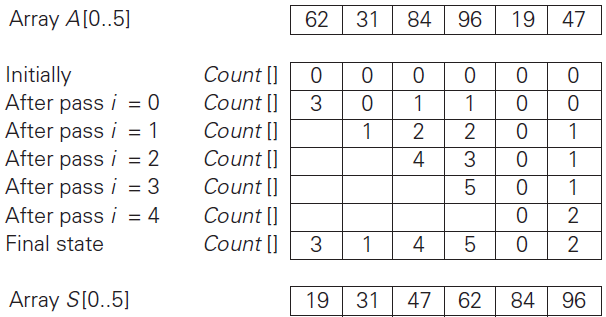 Array A[0..5] 62 31 84 96 19 47
Initially Count [] 0 0 0 0 0 0
After pass i = 0 Count [] 3 0 1 1 0 0
After pass i = 1 Count [] 1 2 2 0 1
After pass i = 2 Count [] 4 3 0 1
After pass i = 3 Count [] 5 0 1
After pass i = 4 Count [] 0 2
Final state Count [] 3 1 4 5 0 2
Array S[0..5] 19 31 47 62 84 96